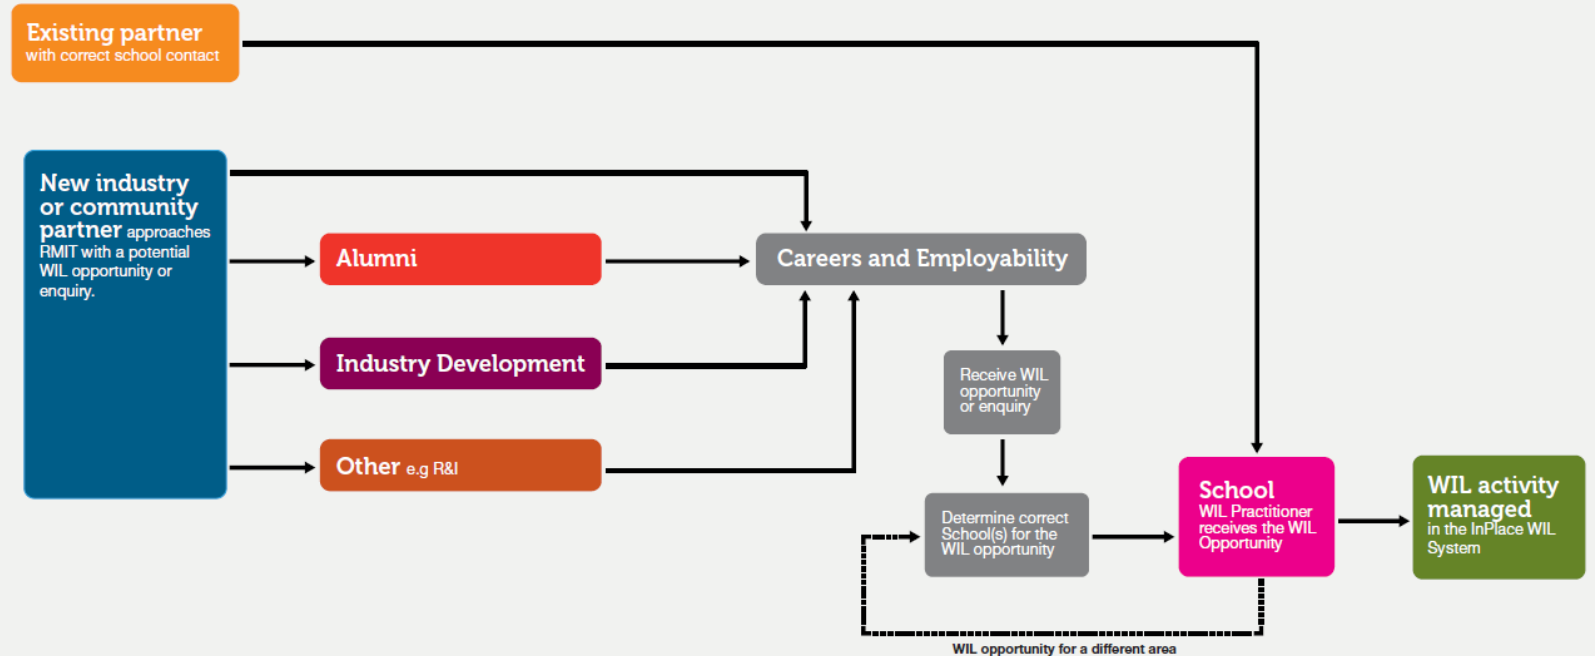 Existing partner
with correct school contact
New industry
or community
partner approaches
RMIT with a potential
WIL opportunity or
enquiry.
Alumni
Industry Development
Other e.g R&I
Careers and Employability
Receive WIL
opportunity
or enquiry
Determine correct
School(s) for the
WIL opportunity
School
WIL Practitioner
receives the WIL
Opportunity
WIL activity
managed
in the InPlace WIL
System
WIL opportunity for a different area